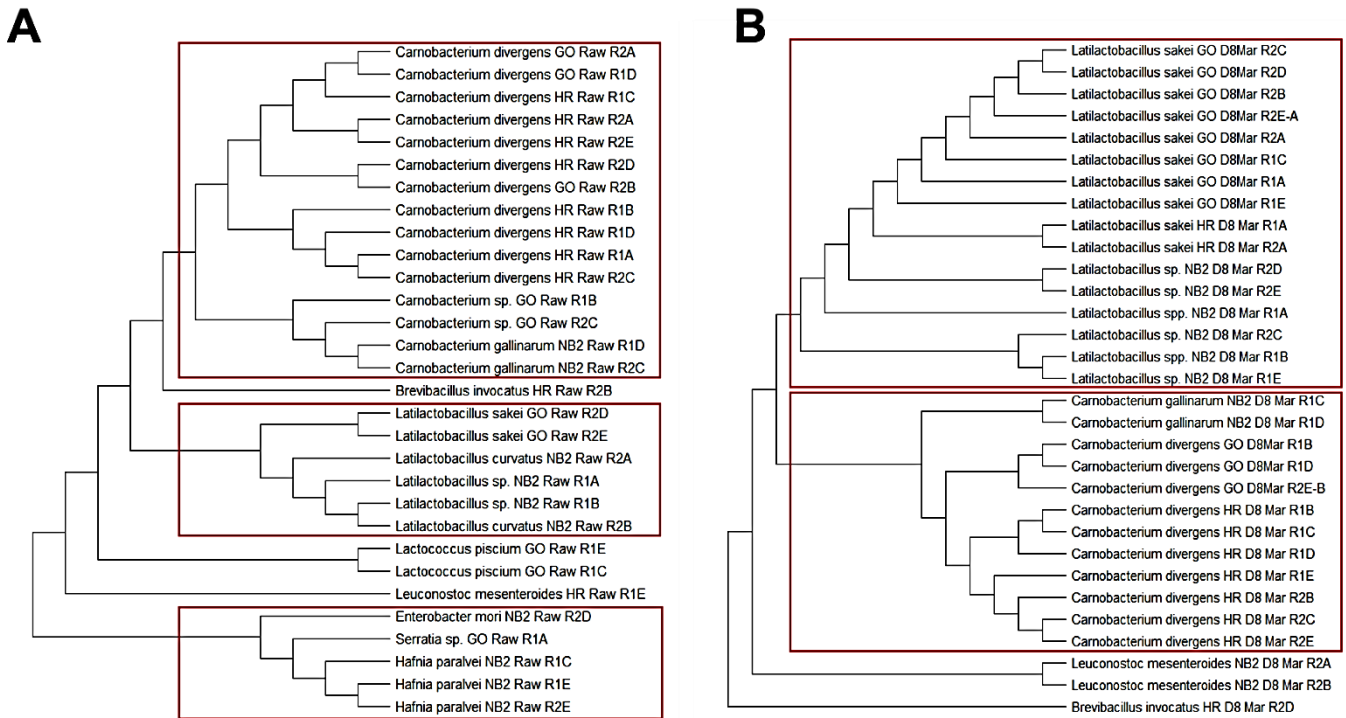 A
Carnobacterium divergens GO Raw R2A
Carnobacterium divergens GO Raw R1D
Carnobacterium divergens HR Raw R1C
Carnobacterium divergens HR Raw R2A
Carnobacterium divergens HR Raw R2E
Carnobacterium divergens HR Raw R2D
Carnobacterium divergens GO Raw R2B
Carnobacterium divergens HR Raw R1B
Carnobacterium divergens HR Raw R1D
Carnobacterium divergens HR Raw R1A
Carnobacterium divergens HR Raw R2C
Carnobacterium sp. GO Raw R1B
Carnobacterium sp. GO Raw R2C
Carnobacterium gallinarum NB2 Raw R1D
Carnobacterium gallinarum NB2 Raw R2C
Brevibacillus invocatus HR Raw R2B
Latilactobacillus sakei GO Raw R2D
Latilactobacillus sakei GO Raw R2E
Latilactobacillus curvatus NB2 Raw R2A
Latilactobacillus sp. NB2 Raw R1A
Latilactobacillus sp. NB2 Raw R1B
Latilactobacillus curvatus NB2 Raw R2B
Lactococcus piscium GO Raw R1E
Lactococcus piscium GO Raw R1C
Leuconostoc mesenteroides HR Raw R1E
Enterobacter mori NB2 Raw R2D
Serratia sp. GO Raw R1A
Hafnia paralvei NB2 Raw R1C
Hafnia paralvei NB2 Raw R1E
Hafnia paralvei NB2 Raw R2E
B
Latilactobacillus sakei GO D8Mar R2C
Latilactobacillus sakei GO D8Mar R2D
Latilactobacillus sakei GO D8Mar R2B
Latilactobacillus sakei GO D8Mar R2E-A
Latilactobacillus sakei GO D8Mar R2A
Latilactobacillus sakei GO D8Mar R1C
Latilactobacillus sakei GO D8Mar R1A
Latilactobacillus sakei GO D8Mar R1E
Latilactobacillus sakei HR D8 Mar R1A
Latilactobacillus sakei HR D8 Mar R2A
Latilactobacillus sp. NB2 D8 Mar R2D
Latilactobacillus sp. NB2 D8 Mar R2E
Latilactobacillus spp. NB2 D8 Mar R1A
Latilactobacillus sp. NB2 D8 Mar R2C
Latilactobacillus spp. NB2 D8 Mar R1B
Latilactobacillus sp. NB2 D8 Mar R1E
Carnobacterium gallinarum NB2 D8 Mar R1C
Carnobacterium gallinarum NB2 D8 Mar R1D
Carnobacterium divergens GO D8Mar R1B
Carnobacterium divergens GO D8Mar R1D
Carnobacterium divergens GO D8Mar R2E-B
Carnobacterium divergens HR D8 Mar R1B
Carnobacterium divergens HR D8 Mar R1C
Carnobacterium divergens HR D8 Mar R1D
Carnobacterium divergens HR D8 Mar R1E
Carnobacterium divergens HR D8 Mar R2B
Carnobacterium divergens HR D8 Mar R2C
Carnobacterium divergens HR D8 Mar R2E
Leuconostoc mesenteroides NB2 D8 Mar R2A
Leuconostoc mesenteroides NB2 D8 Mar R2B
Brevibacillus invocatus HR D8 Mar R2D